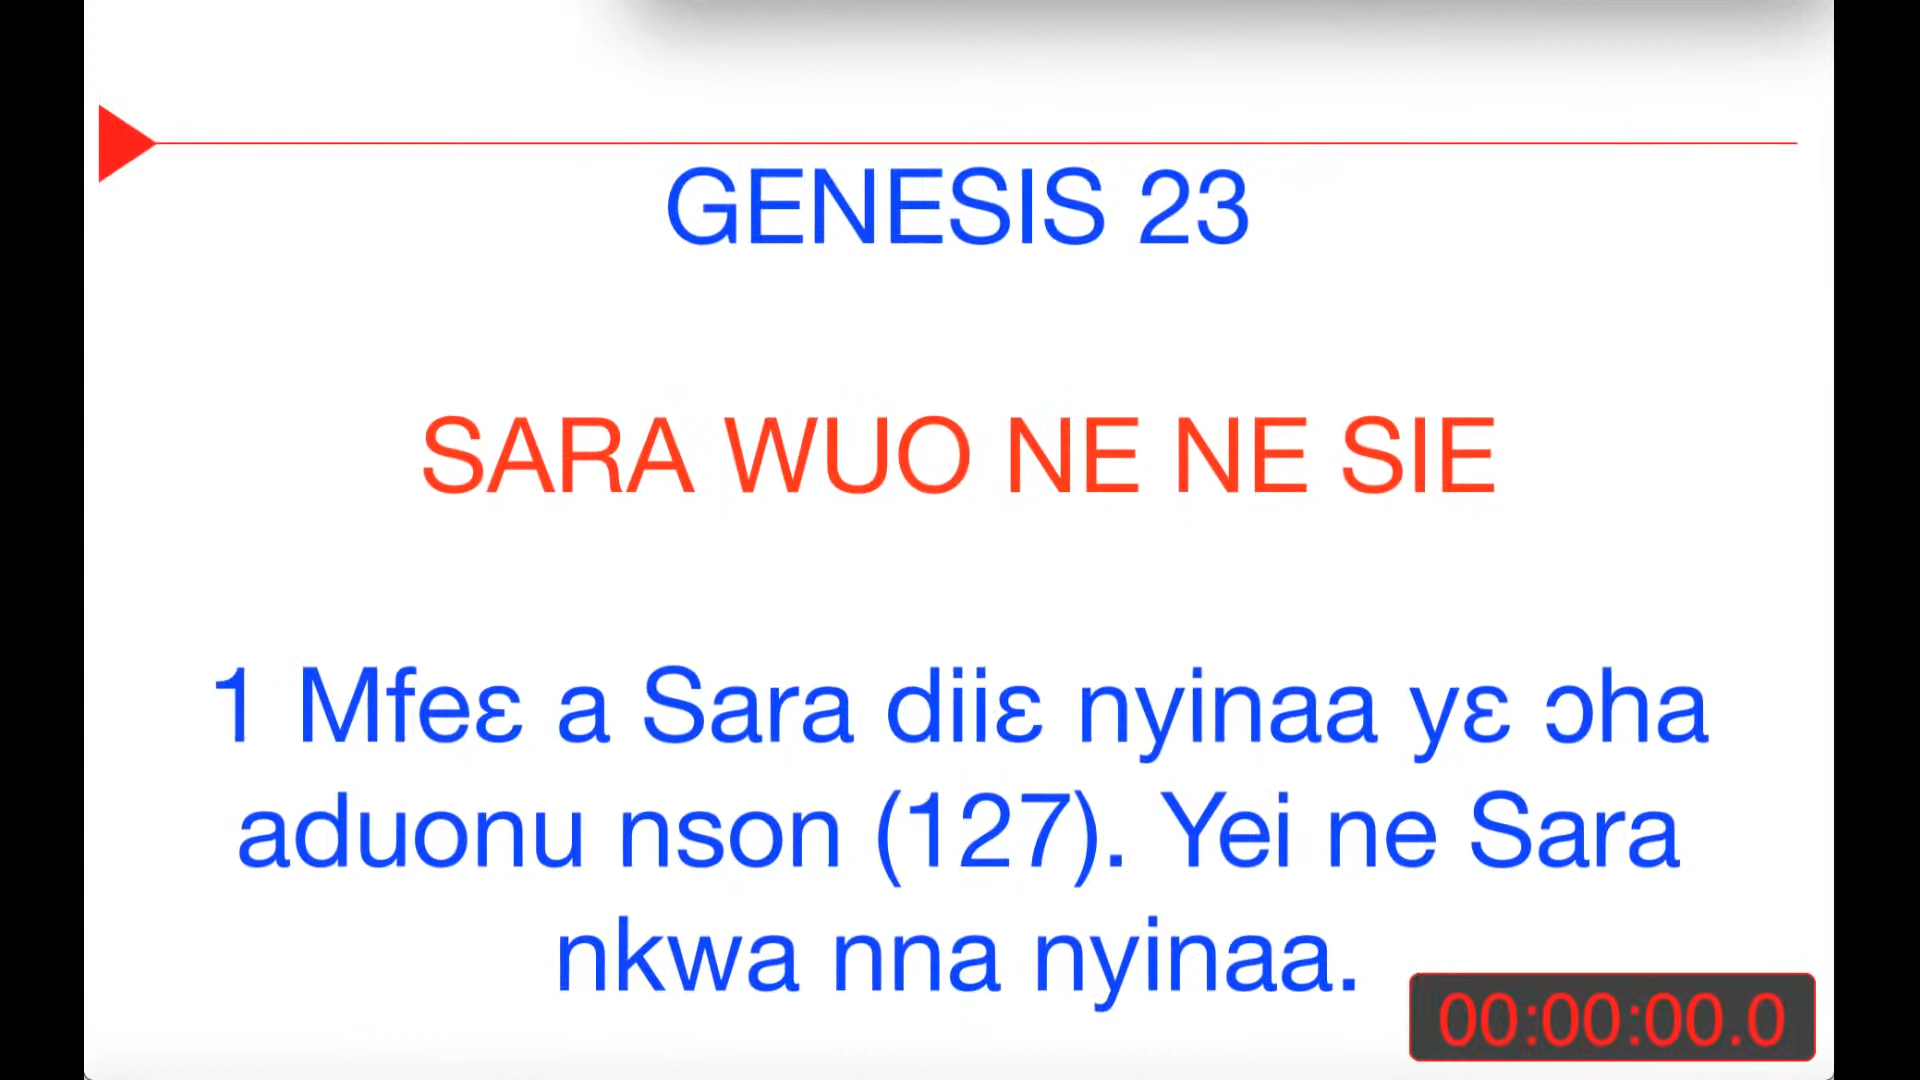 GENESIS 23
SARA WUO NE NE SIE
1 Mfeɛ a Sara diiɛ nyinaa yɛ ɔha
aduonu nson (127). Yei ne Sara
nkwa nna nyinaa.
00:00:00.0